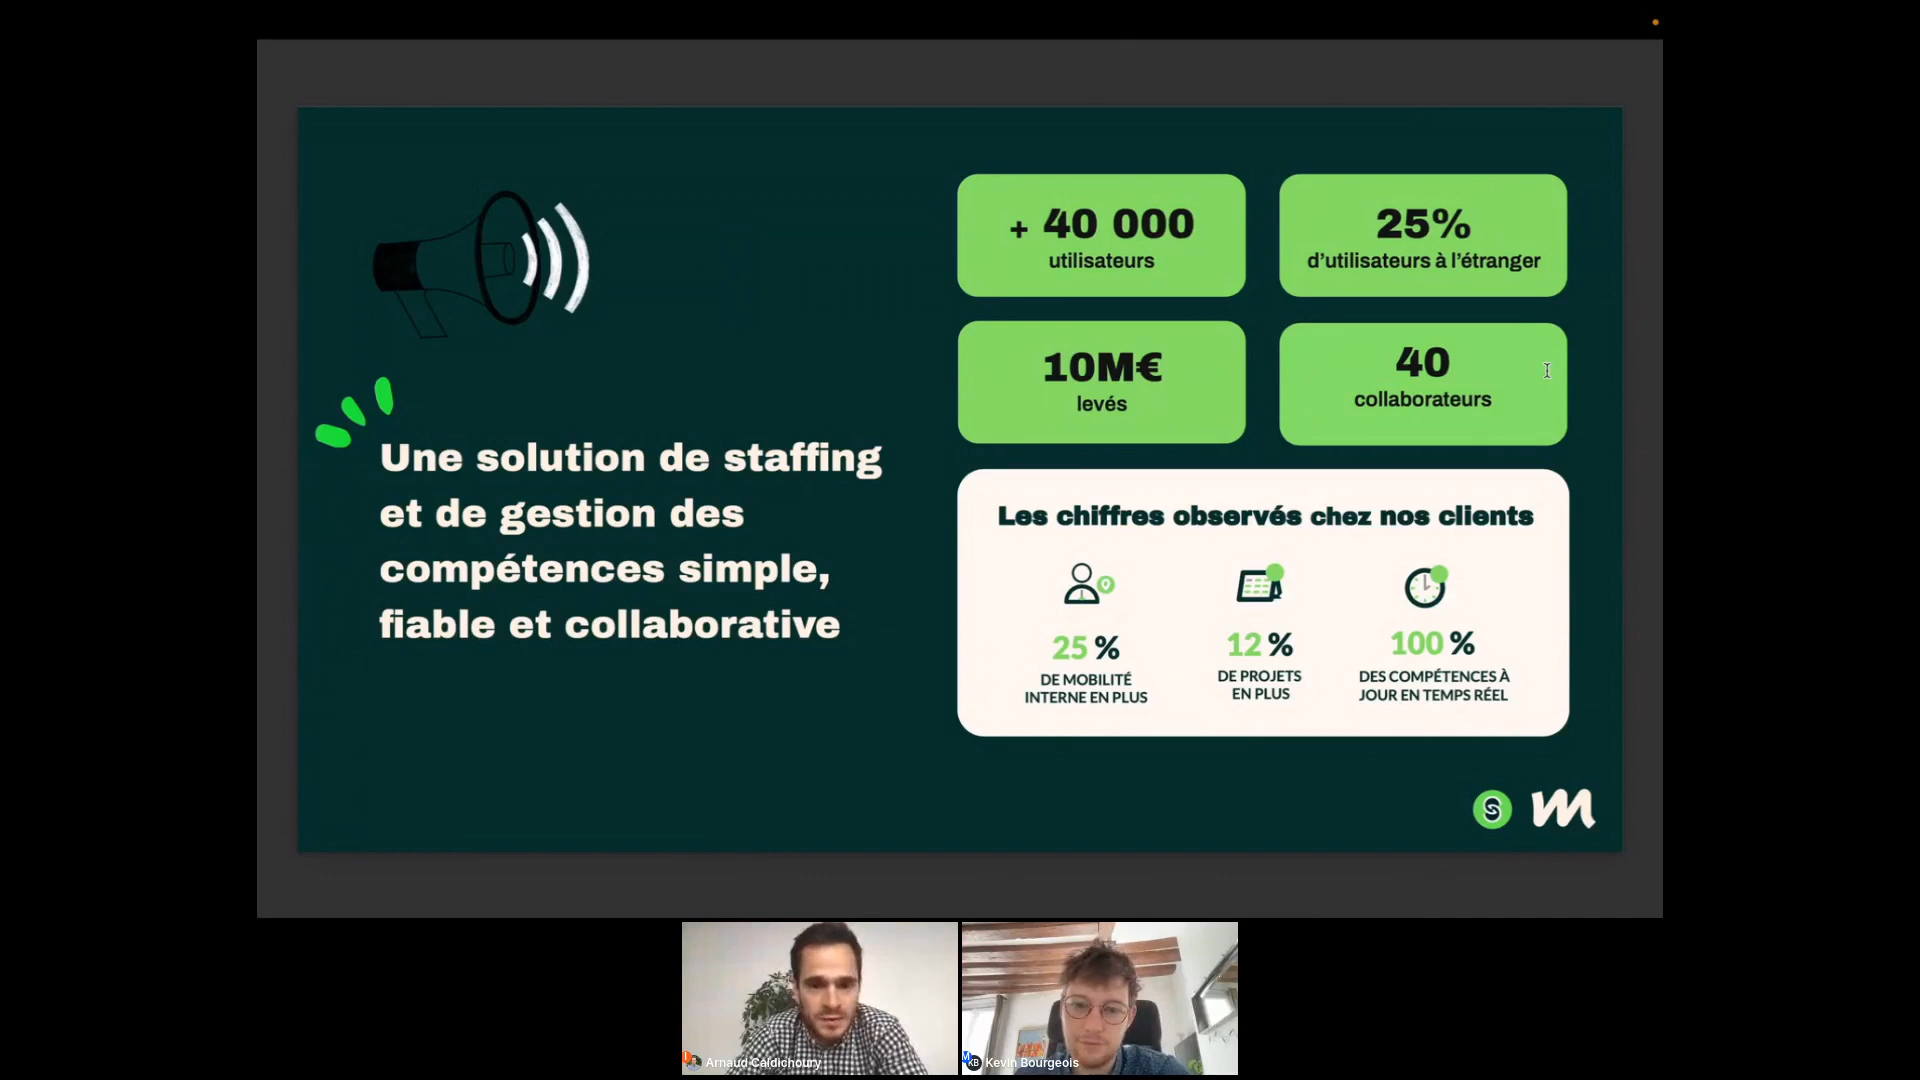 + 40 000
utilisateurs
25%
d’utilisateurs à l’étranger
10M€
levés
40
collaborateurs
Une solution de staffing
et de gestion des
compétences simple,
fiable et collaborative
Les chiffres observés chez nos clients
25 %
DE MOBILITÉ
INTERNE EN PLUS
12 %
DE PROJETS
EN PLUS
100 %
DES COMPÉTENCES À
JOUR EN TEMPS RÉEL
S m
Arnaud Caldichoury
KB Kevin Bourgeois